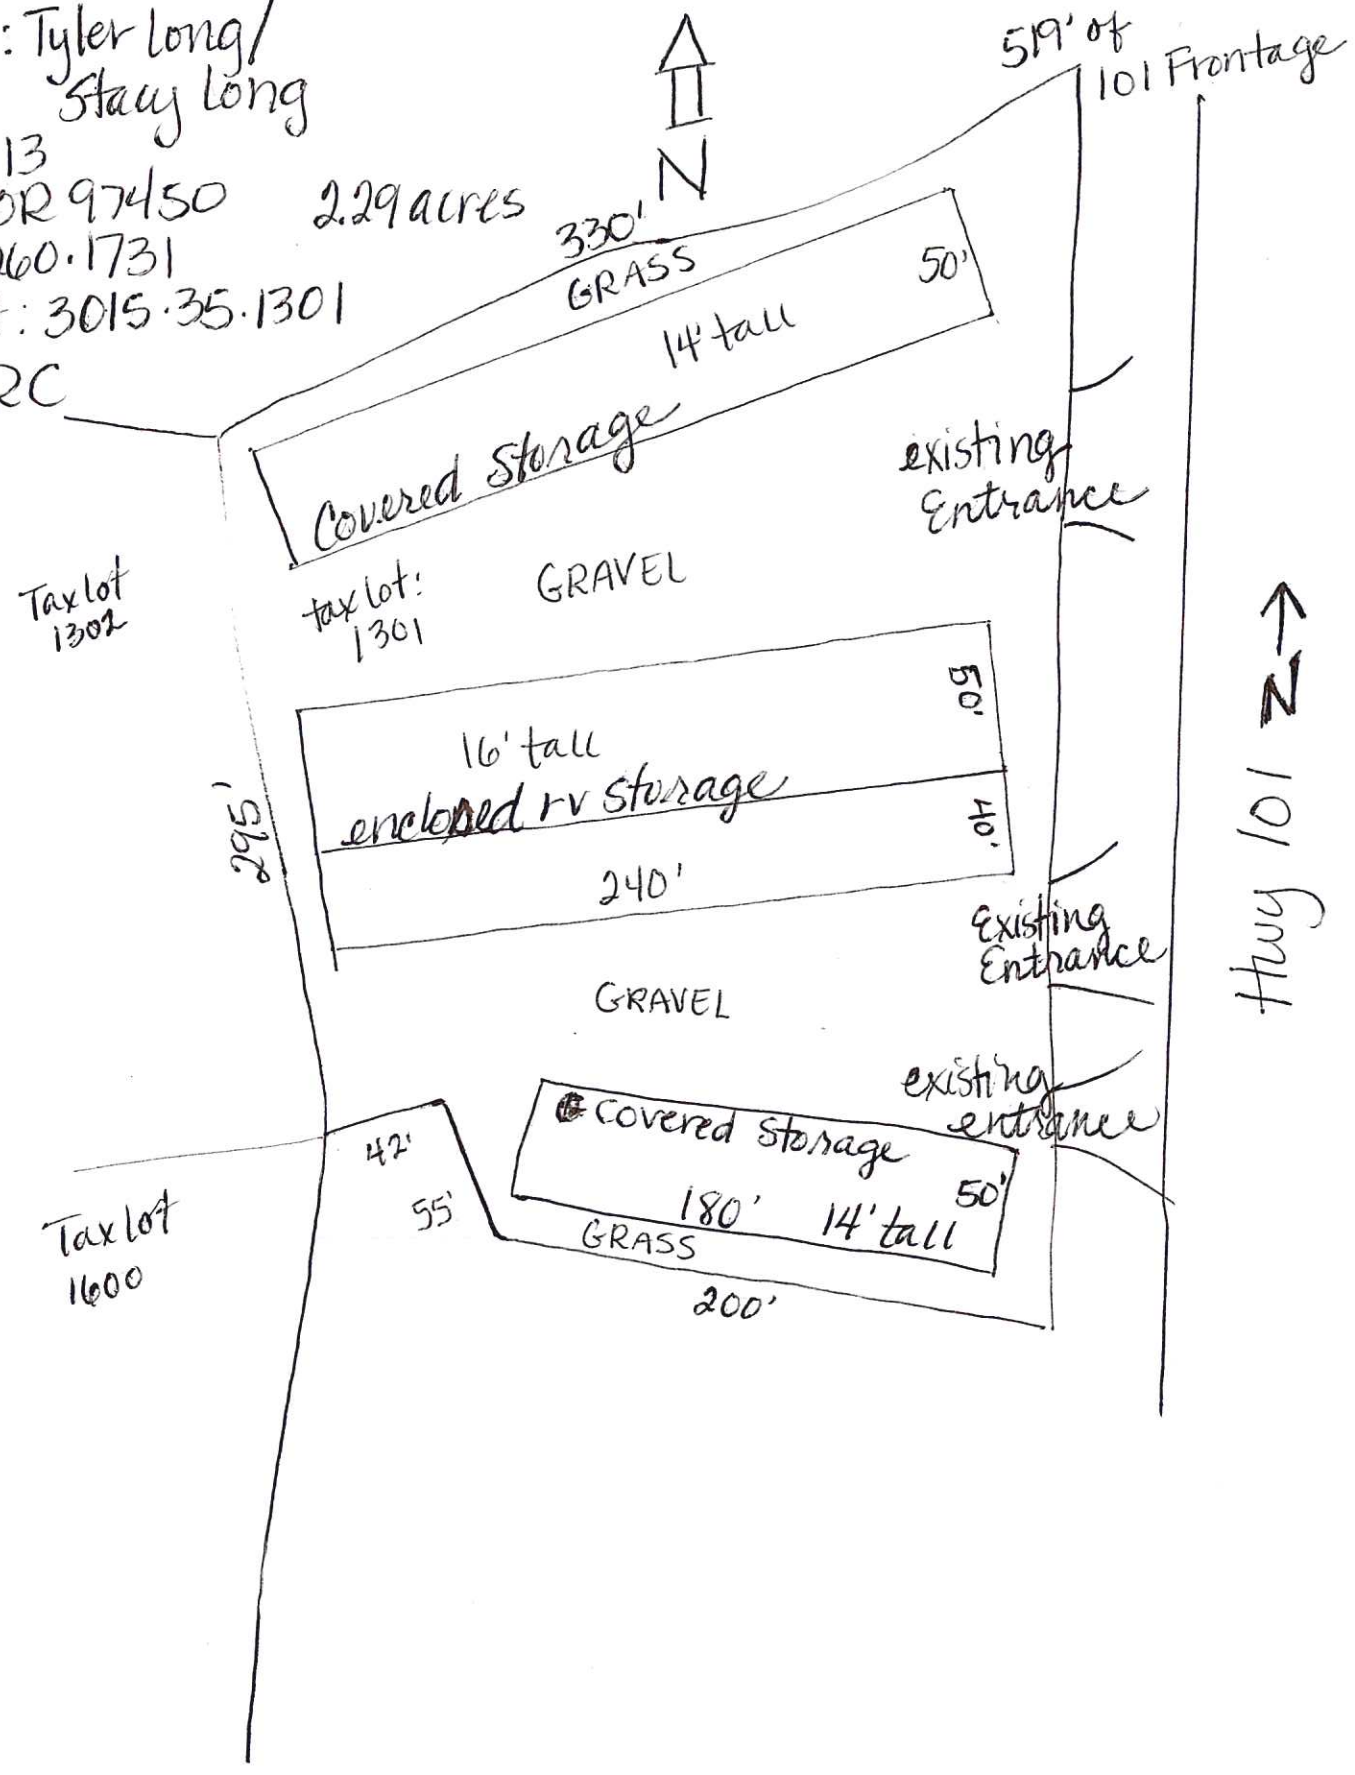 : Tyler Long/
Stacy Long
13
OR 97450
2.29 acres
260.1731
: 3015.35.1301
RC
N
519' of
101 Frontage
330'
GRASS
50'
14' tall
Covered Storage
existing
Entrance
GRAVEL
Tax lot
1302
tax lot:
1301
50'
16' tall
enclosed rv storage
40'
240'
295'
Hwy 101 N →
Existing
Entrance
GRAVEL
existing
entrance
Covered Storage
42'
55'
50'
180'
14' tall
GRASS
200'
Tax lot
1600